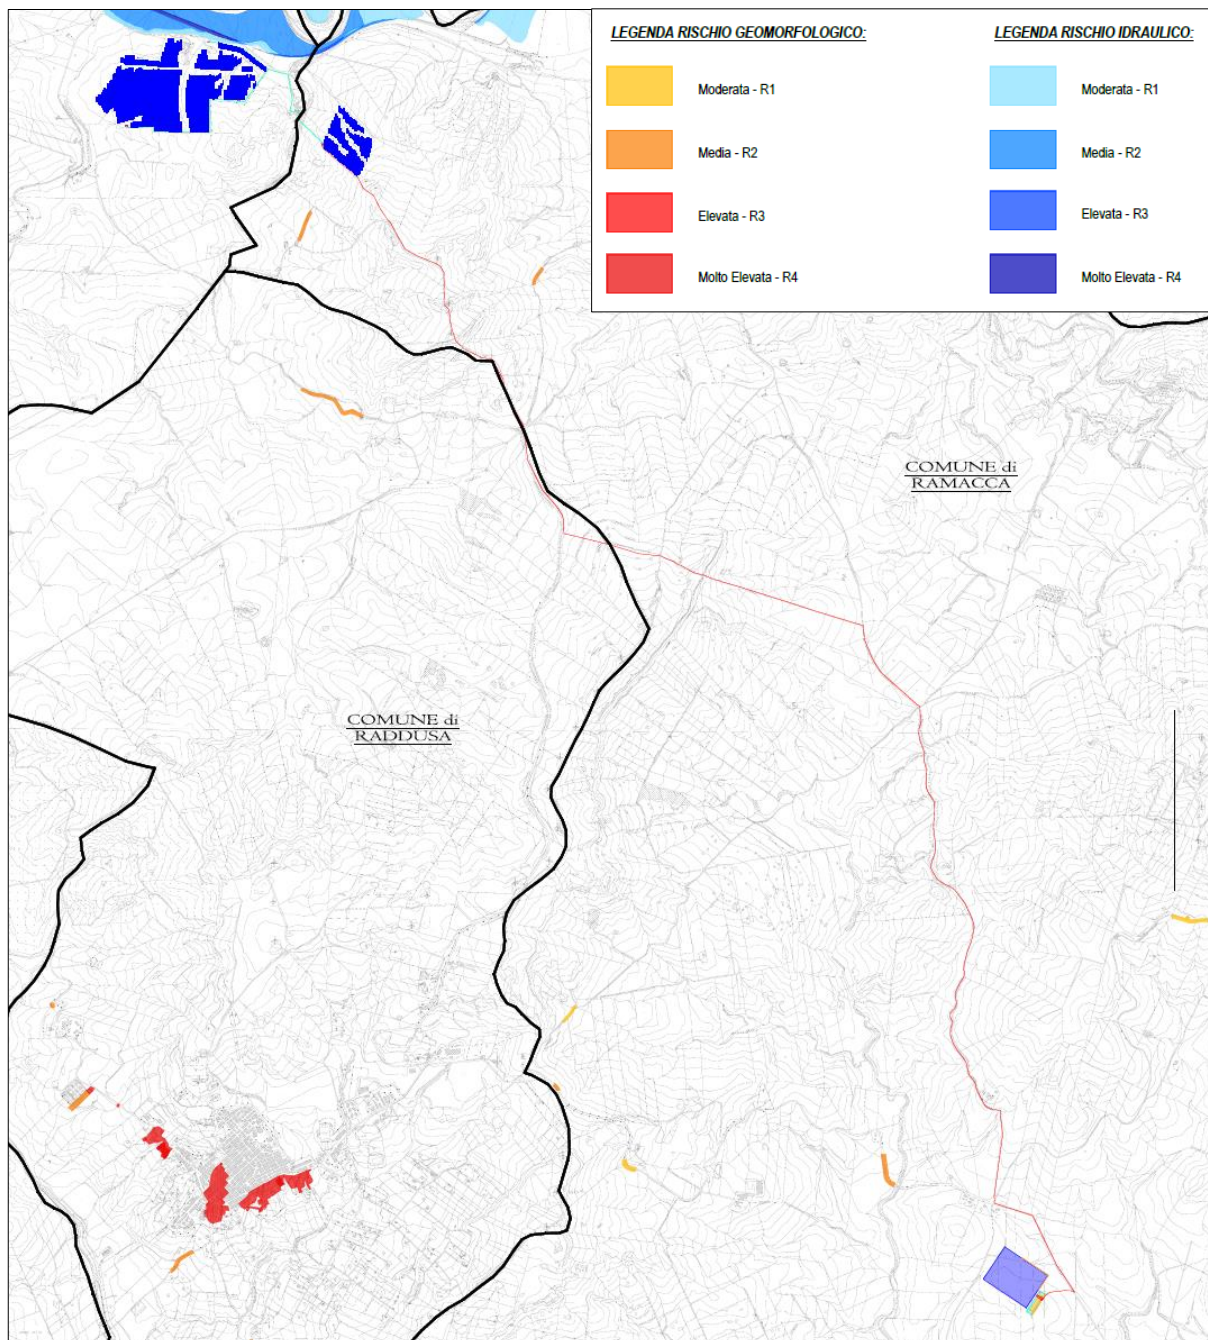 LEGENDA RISCHIO GEOMORFOLOGICO:
Moderata - R1
Media - R2
Elevata - R3
Molto Elevata - R4
LEGENDA RISCHIO IDRAULICO:
Moderata - R1
Media - R2
Elevata - R3
Molto Elevata - R4
COMUNE di
RAMACCA
COMUNE di
RADDUSA